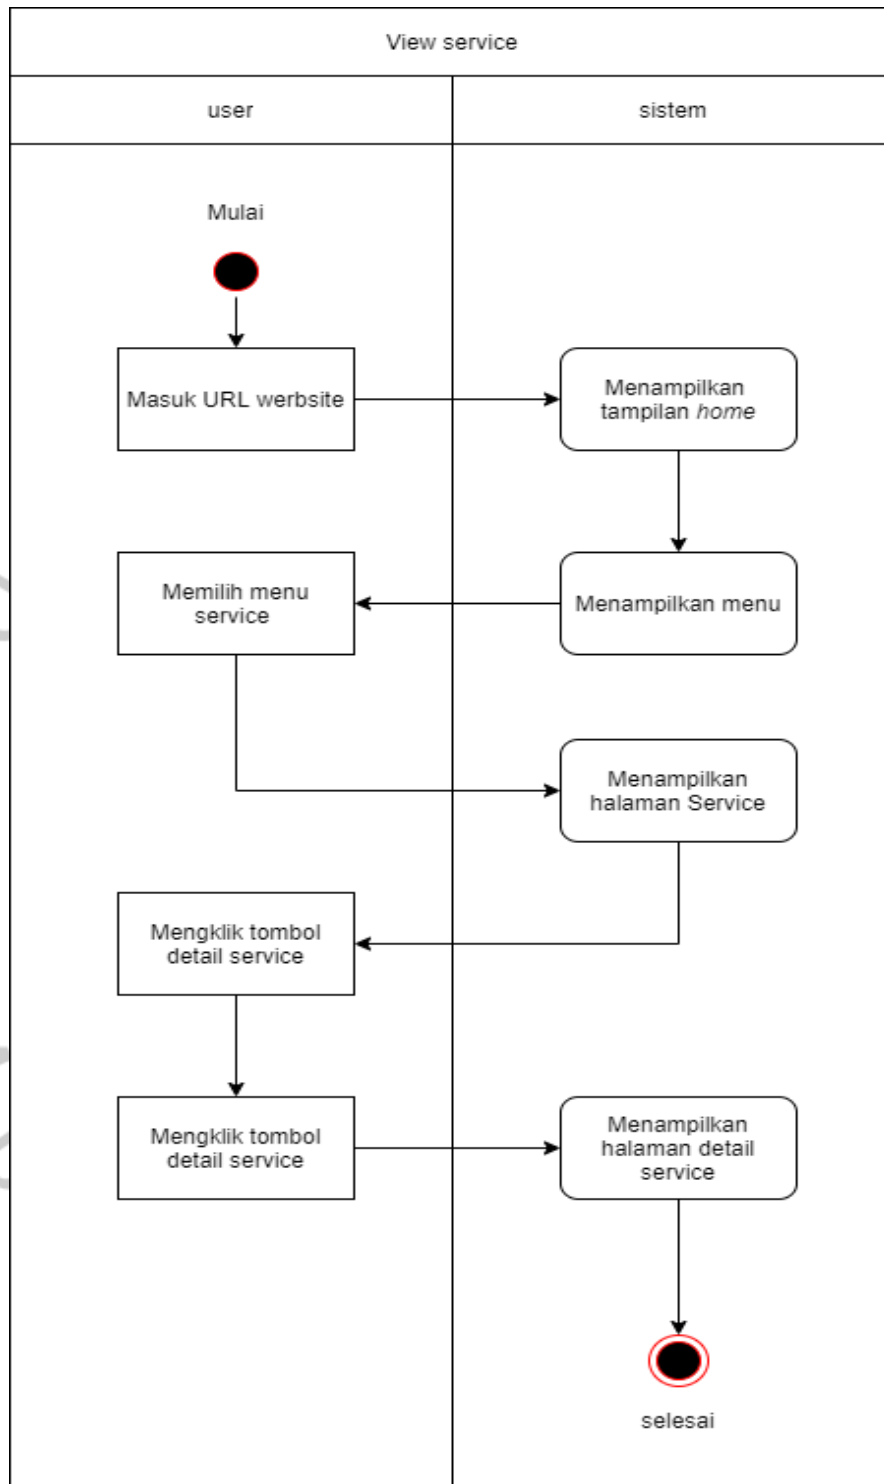 View service
user
sistem
Mulai
Masuk URL werbsite
Menampilkan
tampilan home
Memilih menu
service
Menampilkan menu
Menampilkan
halaman Service
Mengklik tombol
detail service
Mengklik tombol
detail service
Menampilkan
halaman detail
service
selesai